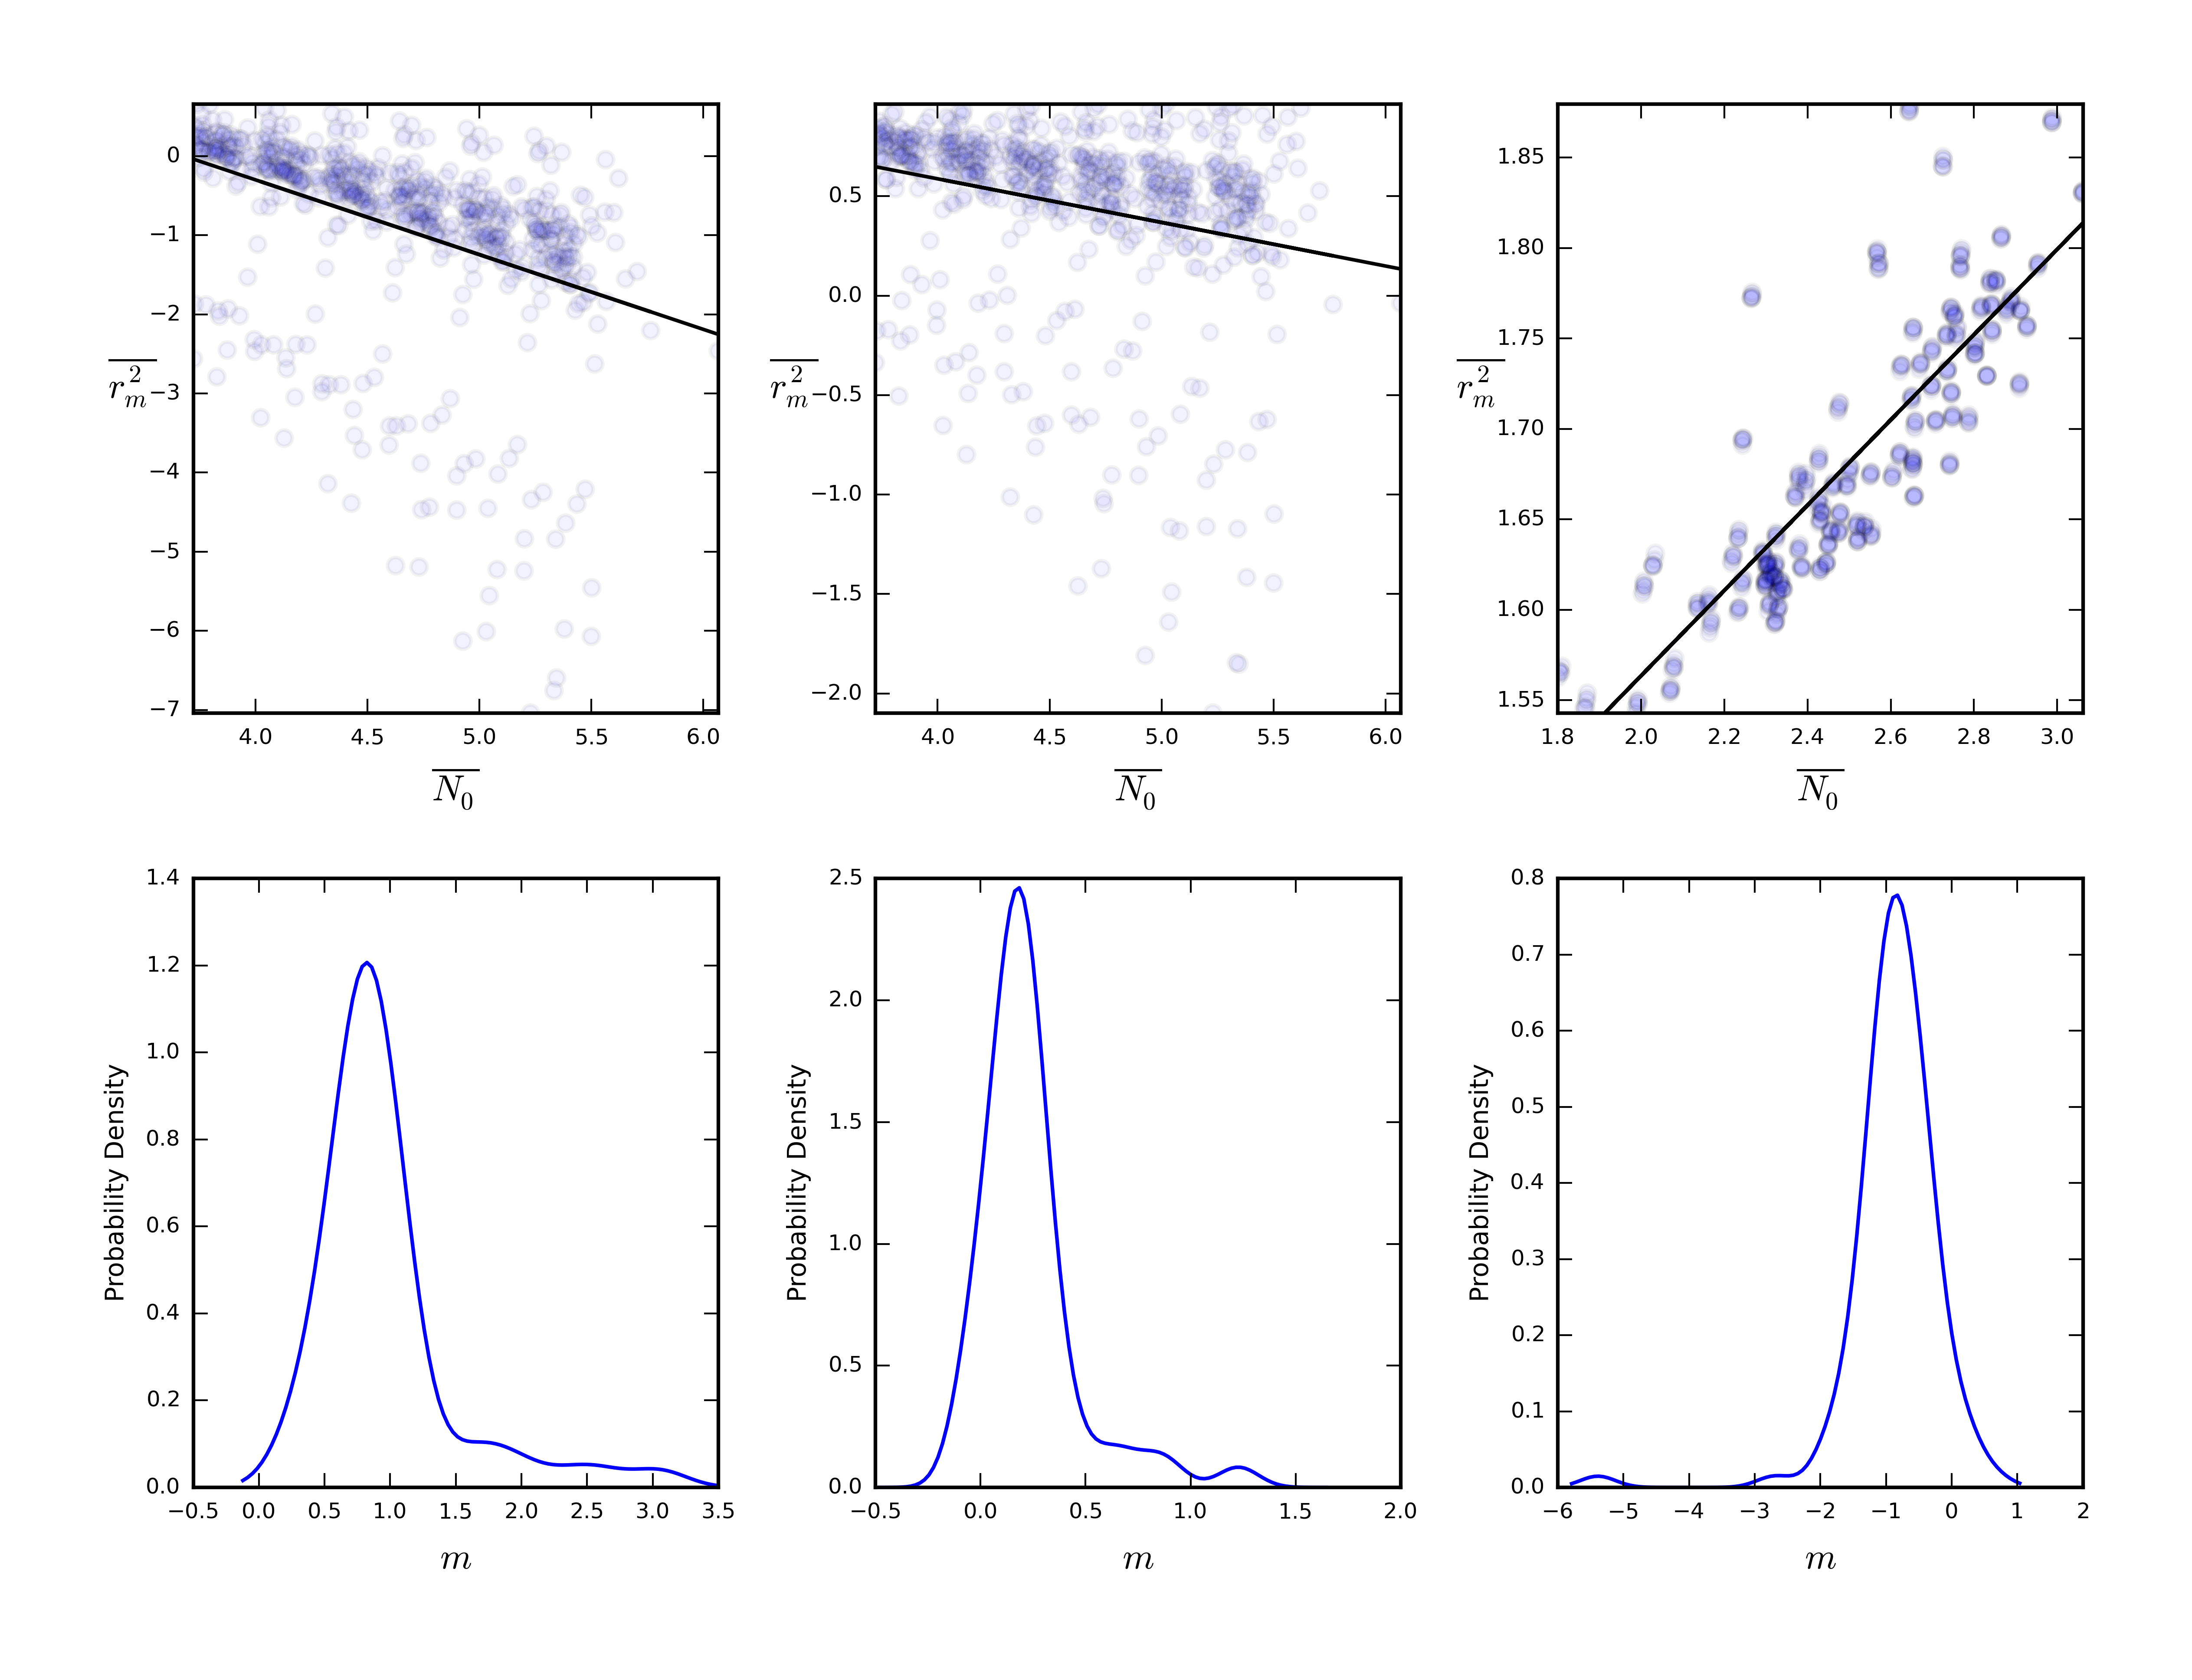 0
−1
−2
−3
−4
−5
−6
−7
$\overline{r_m^2}$
4.0 4.5 5.0 5.5 6.0
$\overline{N_0}$
0.5
0.0
−0.5
−1.0
−1.5
−2.0
$\overline{r_m^2}$
4.0 4.5 5.0 5.5 6.0
$\overline{N_0}$
1.85
1.80
1.75
1.70
1.65
1.60
1.55
$\overline{r_m^2}$
1.8 2.0 2.2 2.4 2.6 2.8 3.0
$\overline{N_0}$
1.4
1.2
1.0
0.8
0.6
0.4
0.2
0.0
Probability Density
−0.5 0.0 0.5 1.0 1.5 2.0 2.5 3.0 3.5
m
2.5
2.0
1.5
1.0
0.5
0.0
Probability Density
−0.5 0.0 0.5 1.0 1.5 2.0
m
0.8
0.7
0.6
0.5
0.4
0.3
0.2
0.1
0.0
Probability Density
−6 −5 −4 −3 −2 −1 0 1 2
m